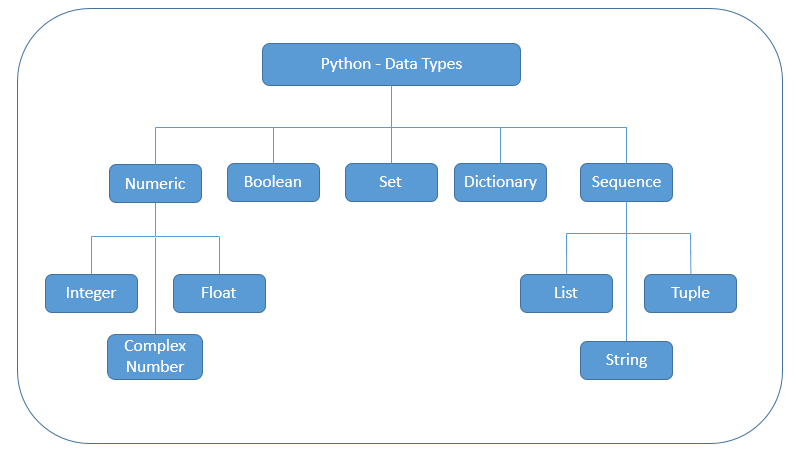 Python - Data Types
Numeric
Boolean
Set
Dictionary
Sequence
Integer
Float
List
Tuple
Complex
Number
String